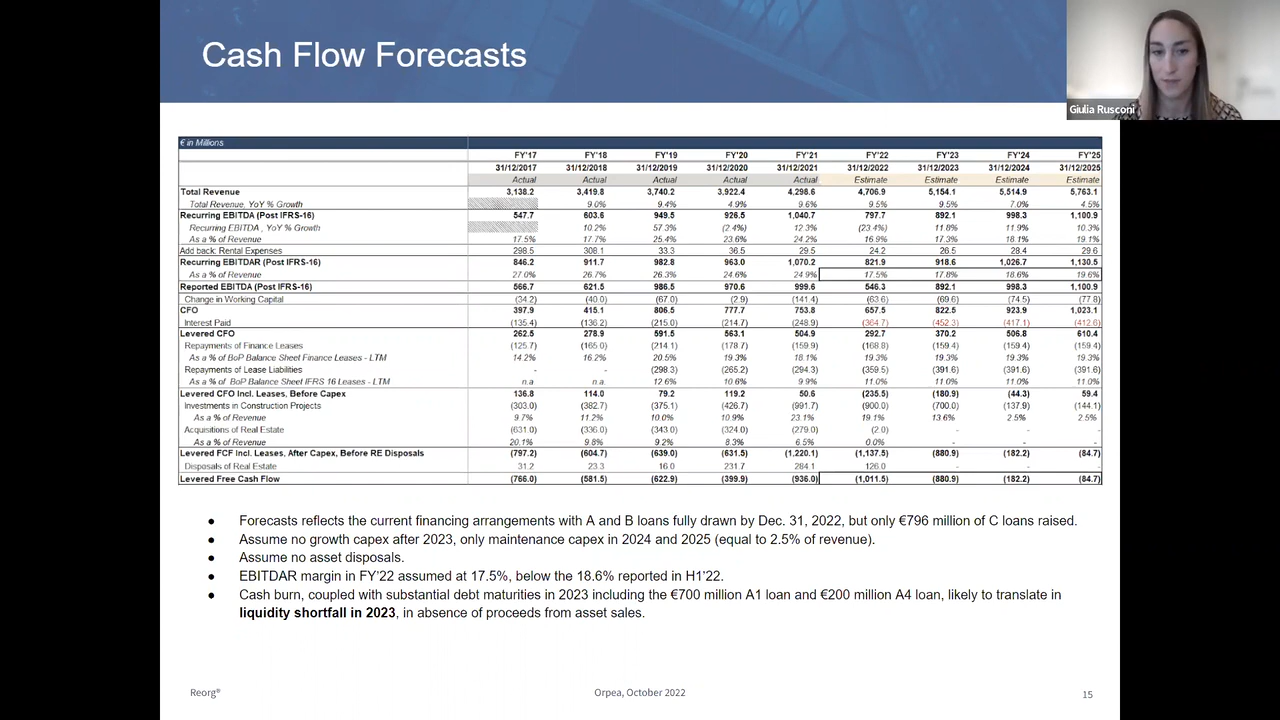 Cash Flow Forecasts
Giulia Rusconi
€ in Millions
FY'17 FY'18 FY'19 FY'20 FY'21 FY'22 FY'23 FY'24 FY'25
31/12/2017 31/12/2018 31/12/2019 31/12/2020 31/12/2021 31/12/2022 31/12/2023 31/12/2024 31/12/2025
Actual Actual Actual Actual Actual Estimate Estimate Estimate Estimate
Total Revenue 3,138.2 3,419.8 3,740.2 3,922.4 4,298.6 4,706.9 5,154.1 5,514.9 5,763.1
Total Revenue, YoY % Growth 9.0% 9.4% 4.9% 9.6% 9.5% 9.5% 7.0% 4.5%
Recurring EBITDA (Post IFRS-16) 547.7 603.6 949.5 926.5 1,040.7 797.7 892.1 998.3 1,100.9
Recurring EBITDA , YoY % Growth 10.2% 57.3% (2.4%) 12.3% (23.4%) 11.8% 11.9% 10.3%
As a % of Revenue 17.5% 17.7% 25.4% 23.6% 24.2% 16.9% 17.3% 18.1% 19.1%
Add back: Rental Expenses 298.5 308.1 33.3 36.5 29.5 24.2 26.5 28.4 29.6
Recurring EBITDAR (Post IFRS-16) 846.2 911.7 982.8 963.0 1,070.2 821.9 918.6 1,026.7 1,130.5
As a % of Revenue 27.0% 26.7% 26.3% 24.6% 24.9% 17.5% 17.8% 18.6% 19.6%
Reported EBITDA (Post IFRS-16) 566.7 621.5 986.5 970.6 999.6 546.3 892.1 998.3 1,100.9
Change in Working Capital (34.2) (40.0) (67.0) (2.9) (141.4) (63.6) (69.6) (74.5) (77.8)
CFO 397.9 415.1 806.5 777.7 753.8 657.5 822.5 923.9 1,023.1
Interest Paid (135.4) (136.2) (215.0) (214.7) (248.9) (364.7) (452.3) (417.1) (412.6)
Levered CFO 262.5 278.9 591.5 563.1 504.9 292.7 370.2 506.8 610.4
Repayments of Finance Leases (125.7) (165.0) (214.1) (178.7) (159.9) (168.8) (159.4) (159.4) (159.4)
As a % of BoP Balance Sheet Finance Leases - LTM 14.2% 16.2% 20.5% 19.3% 18.1% 19.3% 19.3% 19.3% 19.3%
Repayments of Lease Liabilities - - (298.3) (265.2) (294.3) (359.5) (391.6) (391.6) (391.6)
As a % of BoP Balance Sheet IFRS 16 Leases - LTM n.a n.a. 12.6% 10.6% 9.9% 11.0% 11.0% 11.0% 11.0%
Levered CFO Incl. Leases, Before Capex 136.8 114.0 79.2 119.2 50.6 (235.5) (180.9) (44.3) 59.4
Investments in Construction Projects (303.0) (382.7) (375.1) (426.7) (991.7) (900.0) (700.0) (137.9) (144.1)
As a % of Revenue 9.7% 11.2% 10.0% 10.9% 23.1% 19.1% 13.6% 2.5% 2.5%
Acquisitions of Real Estate (631.0) (336.0) (343.0) (324.0) (279.0) (2.0) - - -
As a % of Revenue 20.1% 9.8% 9.2% 8.3% 6.5% 0.0% - - -
Levered FCF Incl. Leases, After Capex, Before RE Disposals (797.2) (604.7) (639.0) (631.5) (1,220.1) (1,137.5) (880.9) (182.2) (84.7)
Disposals of Real Estate 31.2 23.3 16.0 231.7 284.1 126.0 - - -
Levered Free Cash Flow (766.0) (581.5) (622.9) (399.9) (936.0) (1,011.5) (880.9) (182.2) (84.7)
● Forecasts reflects the current financing arrangements with A and B loans fully drawn by Dec. 31, 2022, but only €796 million of C loans raised.
● Assume no growth capex after 2023, only maintenance capex in 2024 and 2025 (equal to 2.5% of revenue).
● Assume no asset disposals.
● EBITDAR margin in FY'22 assumed at 17.5%, below the 18.6% reported in H1'22.
● Cash burn, coupled with substantial debt maturities in 2023 including the €700 million A1 loan and €200 million A4 loan, likely to translate in
liquidity shortfall in 2023, in absence of proceeds from asset sales.
Reorg® Orpea, October 2022 15